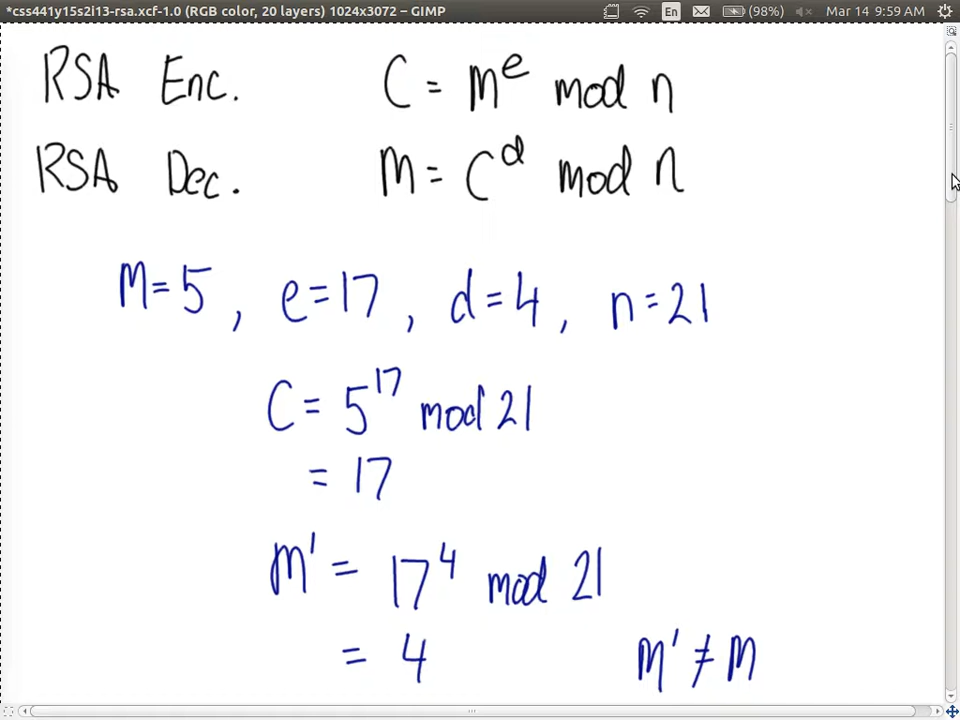 *css441y15s2i13-rsa.xcf-1.0 (RGB color, 20 layers) 1024x3072 – GIMP En (98%) Mar 14 9:59 AM
RSA Enc. C = M^e mod n
RSA Dec. M = C^d mod n
M=5, e=17, d=4, n=21
C = 5^17 mod 21
= 17
M' = 17^4 mod 21
= 4 M' ≠ M